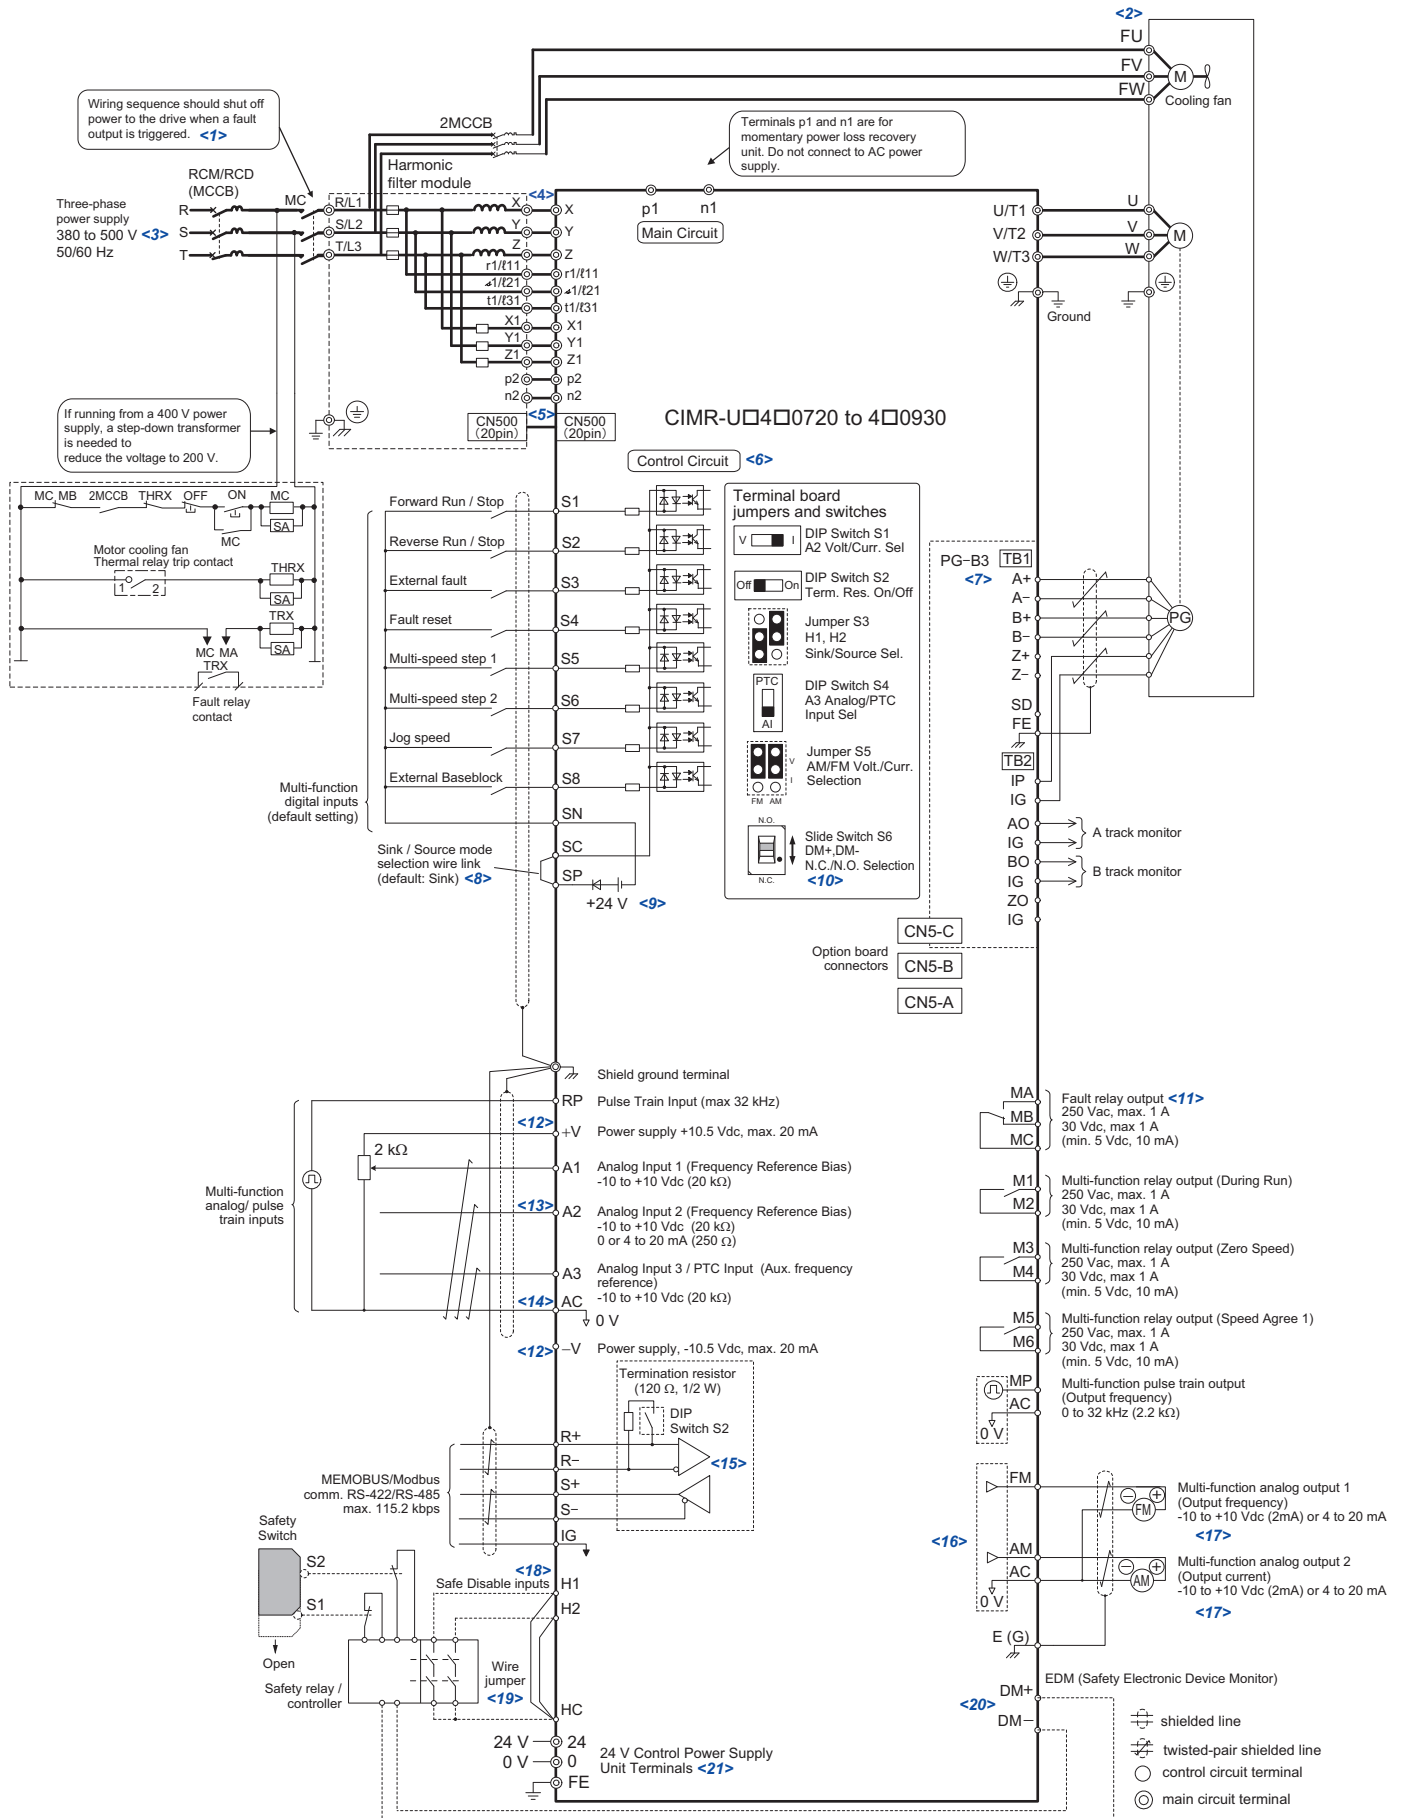 <2>
FU
FV
FW
M
Cooling fan
Wiring sequence should shut off
power to the drive when a fault
output is triggered. <1>
2MCCB
Terminals p1 and n1 are for
momentary power loss recovery
unit. Do not connect to AC power
supply.
Harmonic
filter module
RCM/RCD
(MCCB)
MC
Three-phase
power supply
380 to 500 V <3>
50/60 Hz
R
S
T
R/L1
S/L2
T/L3
<4>
X
Y
Z
r1/ℓ11
1/ℓ21
t1/ℓ31
X1
Y1
Z1
p2
n2
X
Y
Z
r1/ℓ11
1/ℓ21
t1/ℓ31
X1
Y1
Z1
p2
n2
p1
n1
Main Circuit
U/T1
V/T2
W/T3
U
V
W
M
Ground
CN500
(20pin)
<5>
CN500
(20pin)
CIMR-U□4□0720 to 4□0930
If running from a 400 V power
supply, a step-down transformer
is needed to
reduce the voltage to 200 V.
MC MB 2MCCB THRX OFF ON MC
SA
MC
Motor cooling fan
Thermal relay trip contact
1 2
THRX
SA
TRX
SA
MC MA
TRX
Fault relay
contact
Control Circuit <6>
Forward Run / Stop
S1
Reverse Run / Stop
S2
External fault
S3
Fault reset
S4
Multi-speed step 1
S5
Multi-speed step 2
S6
Jog speed
S7
External Baseblock
S8
Multi-function
digital inputs
(default setting)
SN
SC
SP
Sink / Source mode
selection wire link
(default: Sink) <8>
+24 V <9>
Terminal board
jumpers and switches
V I
DIP Switch S1
A2 Volt/Curr. Sel
Off On
DIP Switch S2
Term. Res. On/Off
Jumper S3
H1, H2
Sink/Source Sel.
PTC
AI
DIP Switch S4
A3 Analog/PTC
Input Sel
V
I
FM AM
Jumper S5
AM/FM Volt./Curr.
Selection
N.O.
N.C.
Slide Switch S6
DM+,DM-
N.C./N.O. Selection
<10>
PG-B3
<7>
TB1
A+
A−
B+
B−
Z+
Z−
PG
SD
FE
TB2
IP
IG
AO
IG
A track monitor
BO
IG
B track monitor
ZO
IG
CN5-C
Option board
connectors
CN5-B
CN5-A
Shield ground terminal
Multi-function
analog/ pulse
train inputs
RP
Pulse Train Input (max 32 kHz)
<12>
+V
Power supply +10.5 Vdc, max. 20 mA
2 kΩ
A1
Analog Input 1 (Frequency Reference Bias)
-10 to +10 Vdc (20 kΩ)
<13>
A2
Analog Input 2 (Frequency Reference Bias)
-10 to +10 Vdc (20 kΩ)
0 or 4 to 20 mA (250 Ω)
A3
Analog Input 3 / PTC Input (Aux. frequency
reference)
-10 to +10 Vdc (20 kΩ)
<14>
AC
0 V
<12>
−V
Power supply, -10.5 Vdc, max. 20 mA
MA
MB
MC
Fault relay output <11>
250 Vac, max. 1 A
30 Vdc, max 1 A
(min. 5 Vdc, 10 mA)
M1
M2
Multi-function relay output (During Run)
250 Vac, max. 1 A
30 Vdc, max 1 A
(min. 5 Vdc, 10 mA)
M3
M4
Multi-function relay output (Zero Speed)
250 Vac, max. 1 A
30 Vdc, max 1 A
(min. 5 Vdc, 10 mA)
M5
M6
Multi-function relay output (Speed Agree 1)
250 Vac, max. 1 A
30 Vdc, max 1 A
(min. 5 Vdc, 10 mA)
MP
AC
0 V
Multi-function pulse train output
(Output frequency)
0 to 32 kHz (2.2 kΩ)
Termination resistor
(120 Ω, 1/2 W)
DIP
Switch S2
<15>
R+
R−
S+
S−
IG
MEMOBUS/Modbus
comm. RS-422/RS-485
max. 115.2 kbps
<16>
FM
FM
Multi-function analog output 1
(Output frequency)
-10 to +10 Vdc (2mA) or 4 to 20 mA
<17>
AM
AC
0 V
AM
Multi-function analog output 2
(Output current)
-10 to +10 Vdc (2mA) or 4 to 20 mA
<17>
E (G)
Safety
Switch
S2
S1
Open
Safety relay /
controller
<18>
Safe Disable inputs
H1
H2
Wire
jumper
<19>
HC
24 V
24
0 V
0
FE
24 V Control Power Supply
Unit Terminals <21>
EDM (Safety Electronic Device Monitor)
<20>
DM+
DM−
shielded line
twisted-pair shielded line
control circuit terminal
main circuit terminal